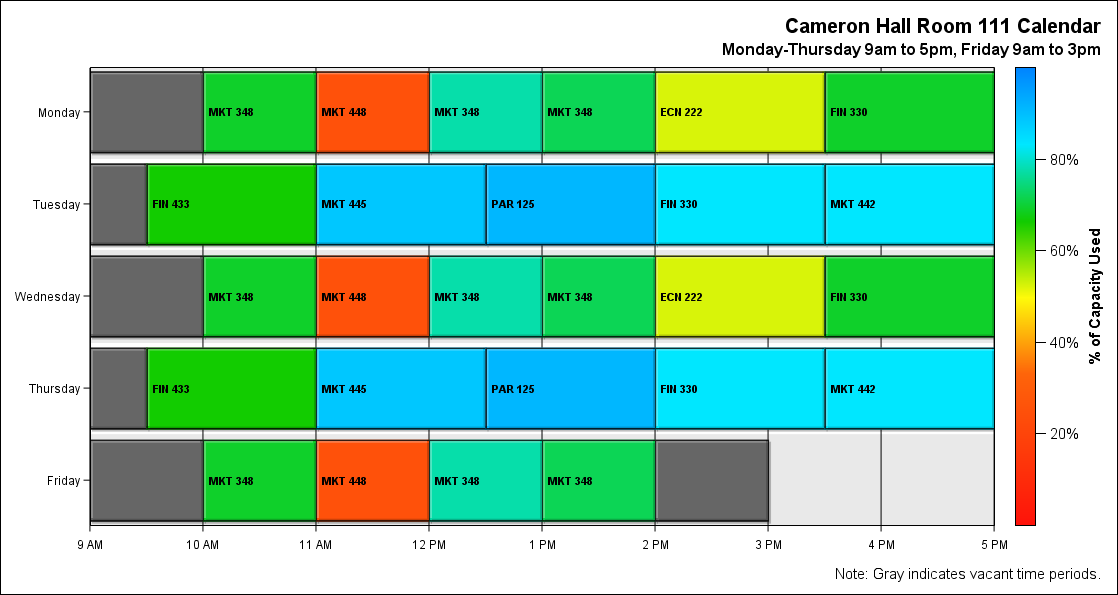 Cameron Hall Room 111 Calendar
Monday-Thursday 9am to 5pm, Friday 9am to 3pm
Monday
MKT 348
MKT 448
MKT 348
MKT 348
ECN 222
FIN 330
Tuesday
FIN 433
MKT 445
PAR 125
FIN 330
MKT 442
Wednesday
MKT 348
MKT 448
MKT 348
MKT 348
ECN 222
FIN 330
Thursday
FIN 433
MKT 445
PAR 125
FIN 330
MKT 442
Friday
MKT 348
MKT 448
MKT 348
MKT 348
9 AM
10 AM
11 AM
12 PM
1 PM
2 PM
3 PM
4 PM
5 PM
80%
60%
40%
20%
% of Capacity Used
Note: Gray indicates vacant time periods.